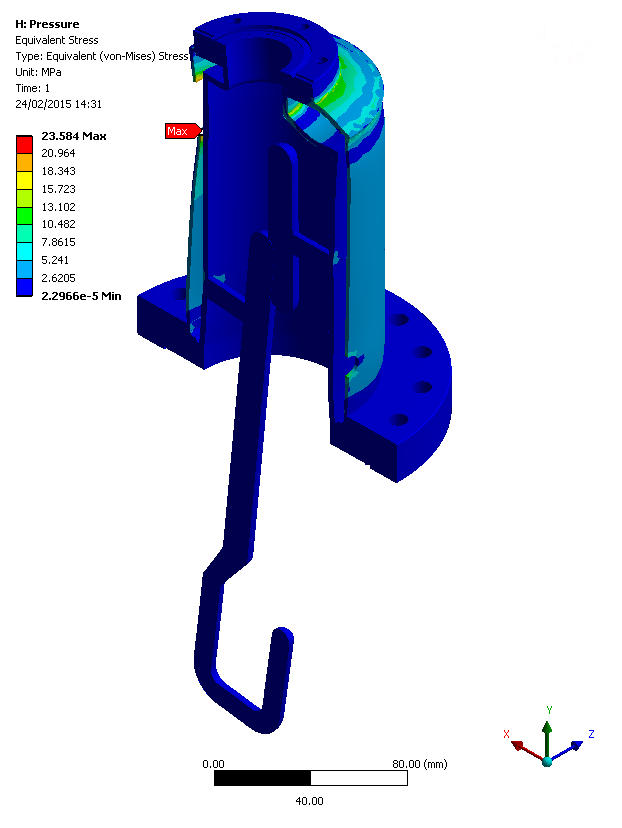 H: Pressure
Equivalent Stress
Type: Equivalent (von-Mises) Stress
Unit: MPa
Time: 1
24/02/2015 14:31
Max
23.584 Max
20.964
18.343
15.723
13.102
10.482
7.8615
5.241
2.6205
2.2966e-5 Min
Y
X
Z
0.00
80.00 (mm)
40.00